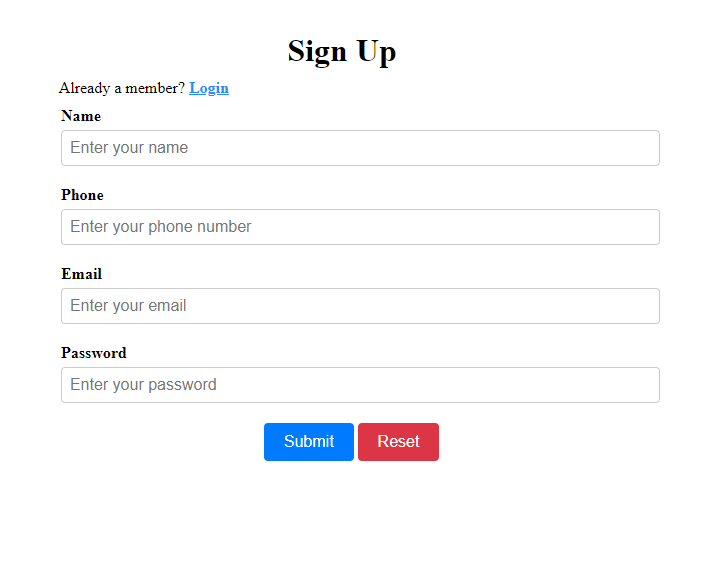 Sign Up
Already a member? Login
Name
Enter your name
Phone
Enter your phone number
Email
Enter your email
Password
Enter your password
Submit Reset